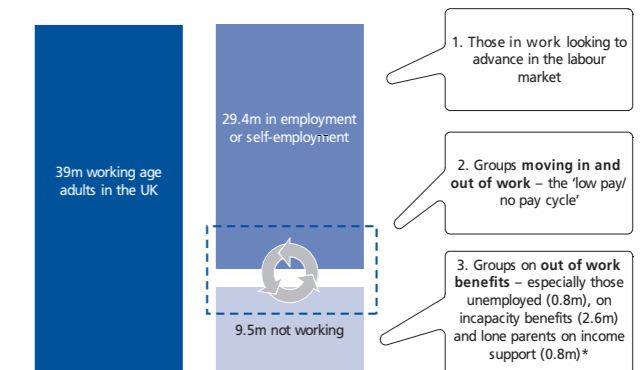 39m working age
adults in the UK
29.4m in employment
or self-employment
9.5m not working
1. Those in work looking to
advance in the labour
market
2. Groups moving in and
out of work – the ‘low pay/
no pay cycle’
3. Groups on out of work
benefits – especially those
unemployed (0.8m), on
incapacity benefits (2.6m)
and lone parents on income
support (0.8m)*